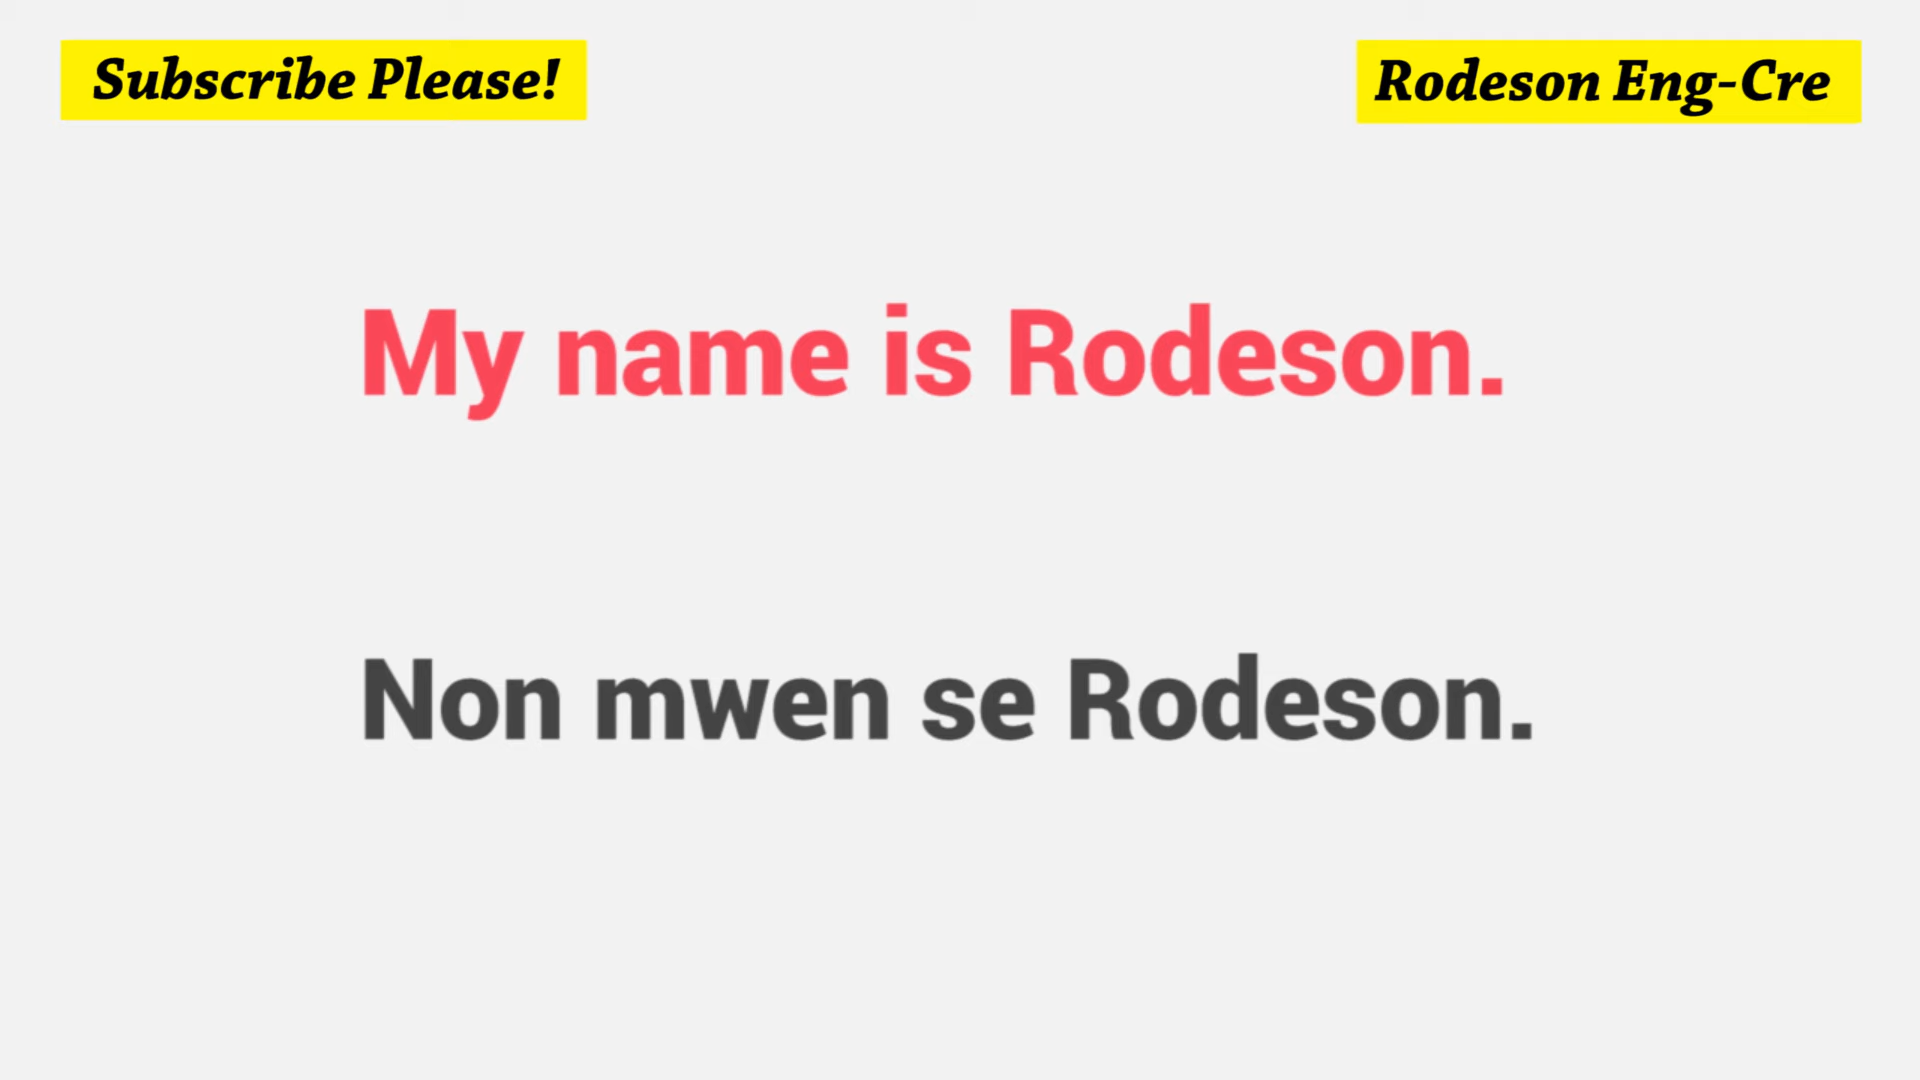 Subscribe Please!
Rodeson Eng-Cre
My name is Rodeson.
Non mwen se Rodeson.